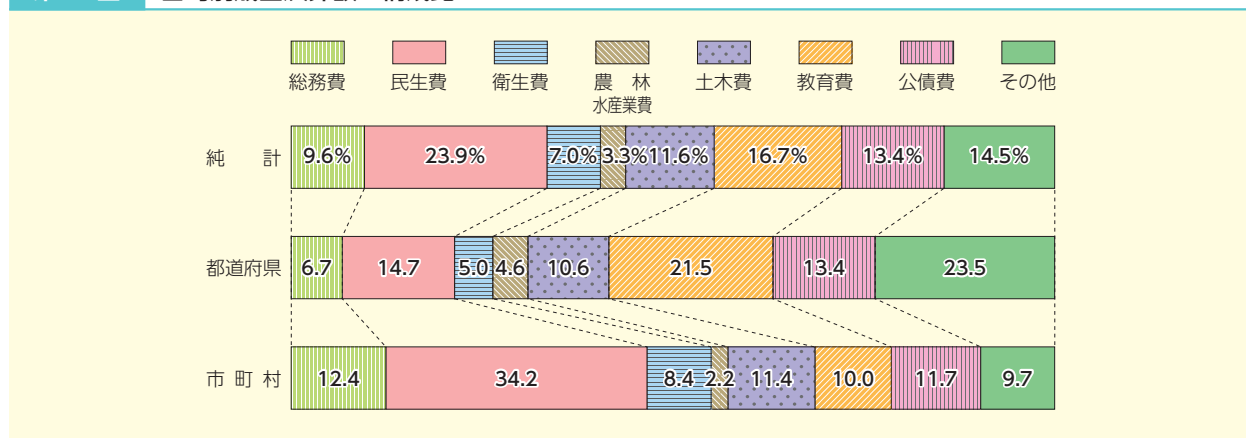 総務費 民生費 衛生費 農林水産業費 土木費 教育費 公債費 その他
純計 9.6% 23.9% 7.0% 3.3% 11.6% 16.7% 13.4% 14.5%
都道府県 6.7 14.7 5.0 4.6 10.6 21.5 13.4 23.5
市町村 12.4 34.2 8.4 2.2 11.4 10.0 11.7 9.7